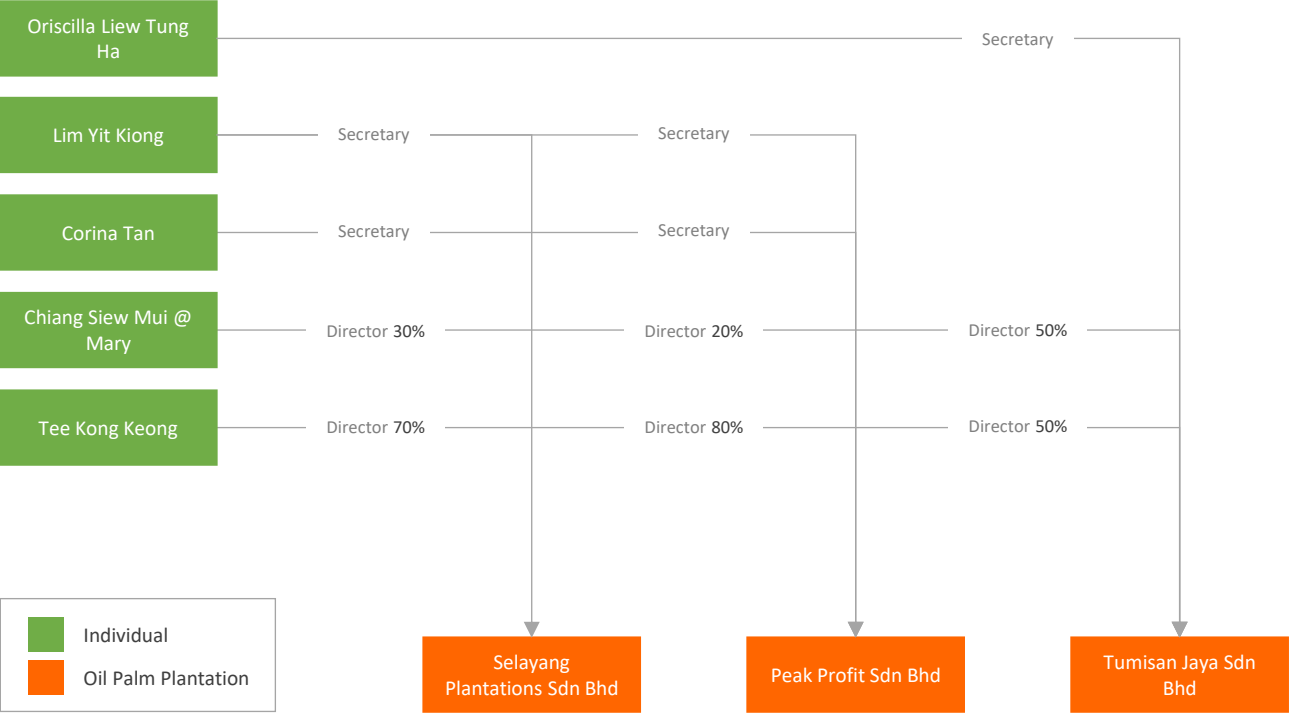 Oriscilla Liew Tung
Ha
Secretary
Lim Yit Kiong
Secretary
Secretary
Corina Tan
Secretary
Secretary
Chiang Siew Mui @
Mary
Director 30%
Director 20%
Director 50%
Tee Kong Keong
Director 70%
Director 80%
Director 50%
Individual
Oil Palm Plantation
Selayang
Plantations Sdn Bhd
Peak Profit Sdn Bhd
Tumisan Jaya Sdn
Bhd